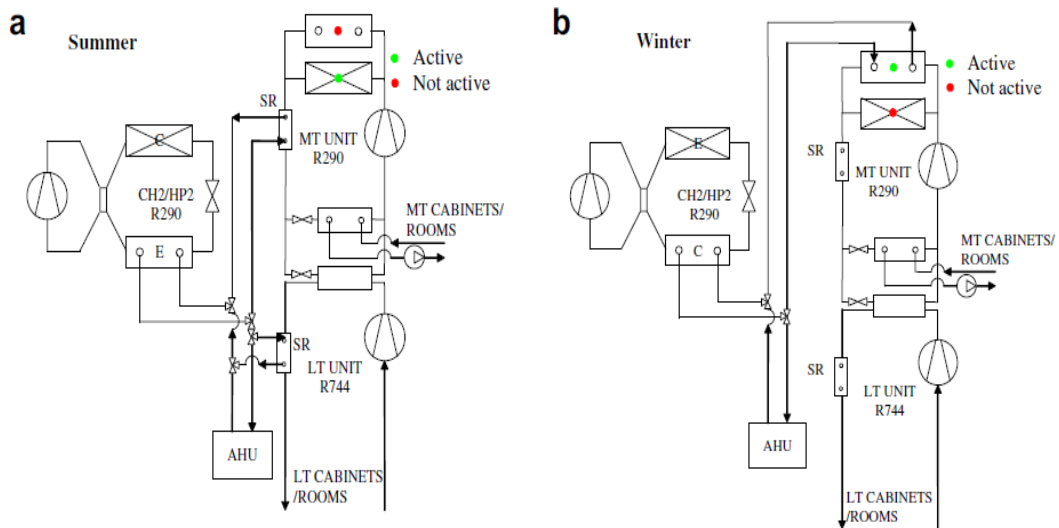 a
Summer
Active
Not active
SR
MT UNIT
R290
C
CH2/HP2
R290
E
MT CABINETS/
ROOMS
SR
LT UNIT
R744
AHU
LT CABINETS
/ROOMS
b
Winter
Active
Not active
SR
MT UNIT
R290
E
CH2/HP2
R290
C
MT CABINETS/
ROOMS
SR
LT UNIT
R744
AHU
LT CABINETS
/ROOMS